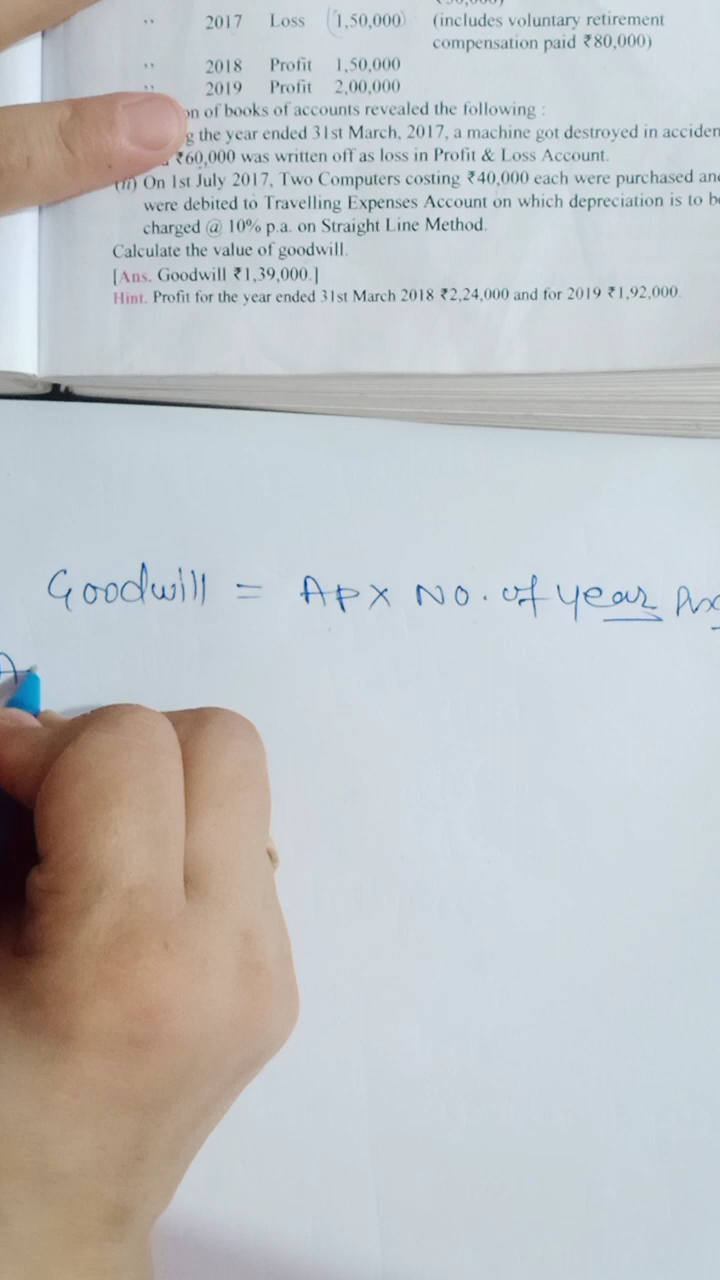 ,, 2017 Loss (1,50,000) (includes voluntary retirement
compensation paid ₹80,000)
,, 2018 Profit 1,50,000
,, 2019 Profit 2,00,000
of books of accounts revealed the following :
the year ended 31st March, 2017, a machine got destroyed in
₹60,000 was written off as loss in Profit & Loss Account.
(ii) On 1st July 2017, Two Computers costing ₹40,000 each were purchased
were debited to Travelling Expenses Account on which depreciation is to
charged @ 10% p.a. on Straight Line Method.
Calculate the value of goodwill.
[Ans. Goodwill ₹1,39,000.]
Hint. Profit for the year ended 31st March 2018 ₹2,24,000 and for 2019 ₹1,92,000.
Goodwill = AP X NO. of year